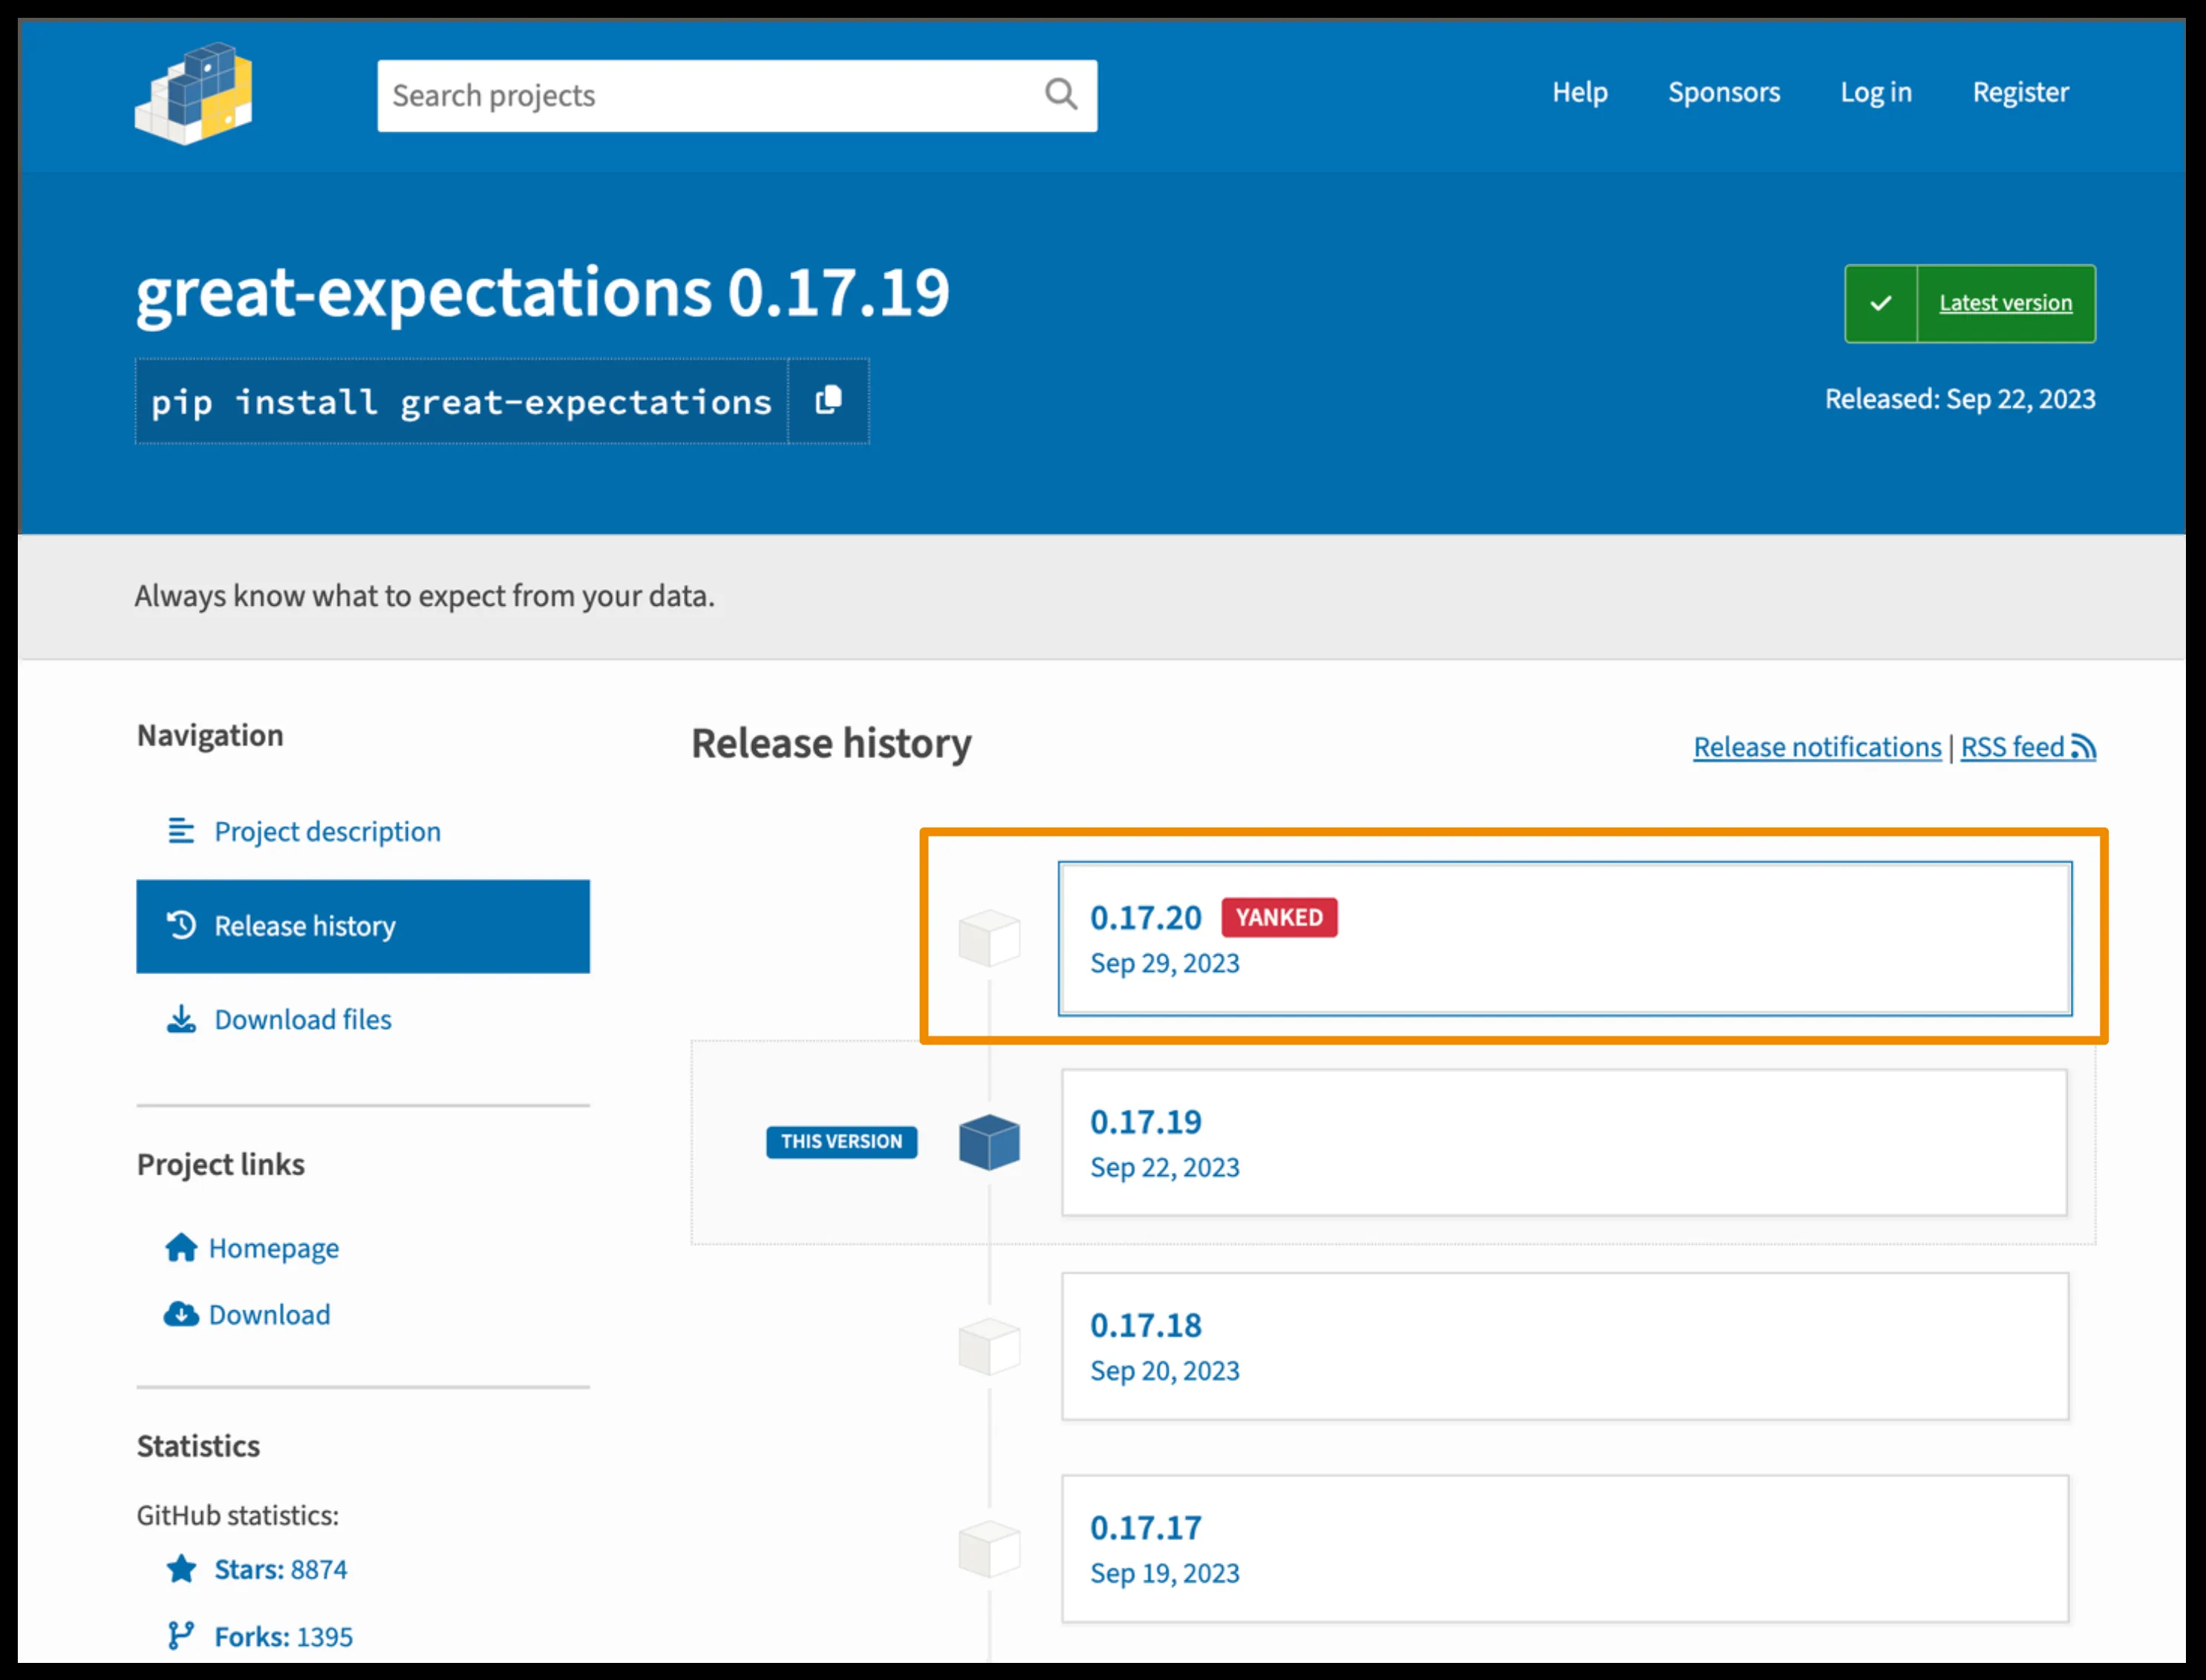 Search projects
Help Sponsors Log in Register
great-expectations 0.17.19
Latest version
pip install great-expectations
Released: Sep 22, 2023
Always know what to expect from your data.
Navigation
Project description
Release history
Download files
Project links
Homepage
Download
Statistics
GitHub statistics:
Stars: 8874
Forks: 1395
Release history
Release notifications | RSS feed
0.17.20 YANKED
Sep 29, 2023
THIS VERSION
0.17.19
Sep 22, 2023
0.17.18
Sep 20, 2023
0.17.17
Sep 19, 2023